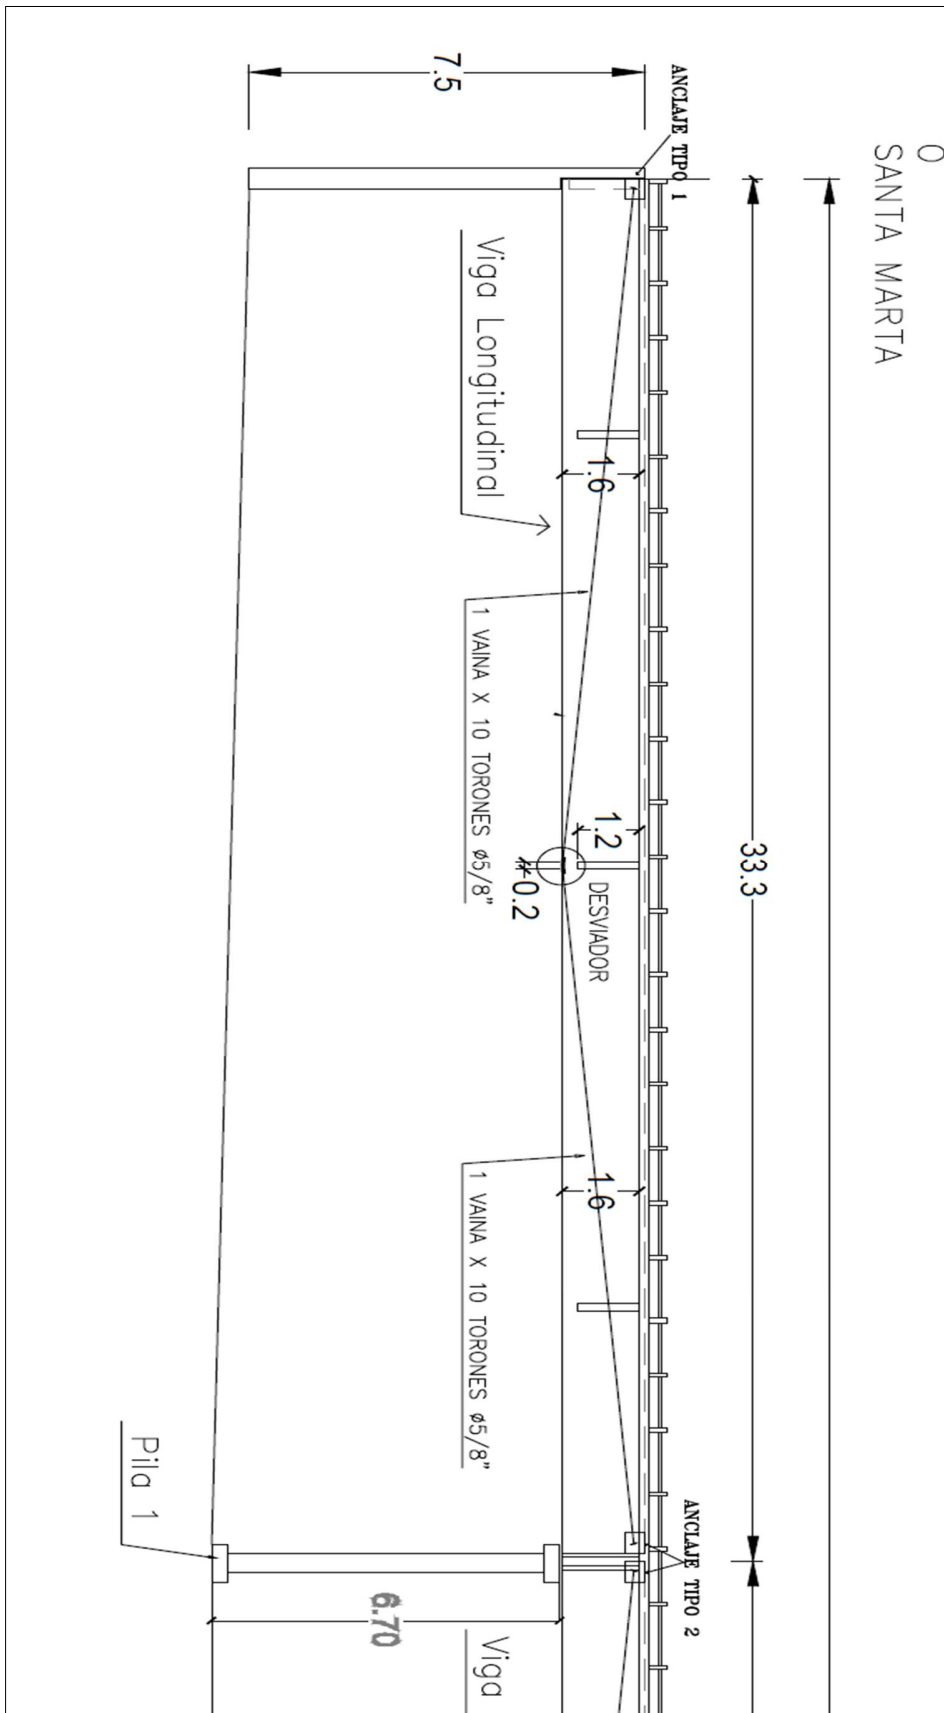 O
SANTA MARTA
33.3
ANCLAJE TIPO 1
7.5
1.6
Viga Longitudinal
1 VAINA X 10 TORONES ø5/8"
1.2
DESVIADOR
0.2
1.6
1 VAINA X 10 TORONES ø5/8"
ANCLAJE TIPO 2
Pila 1
6.70
Viga